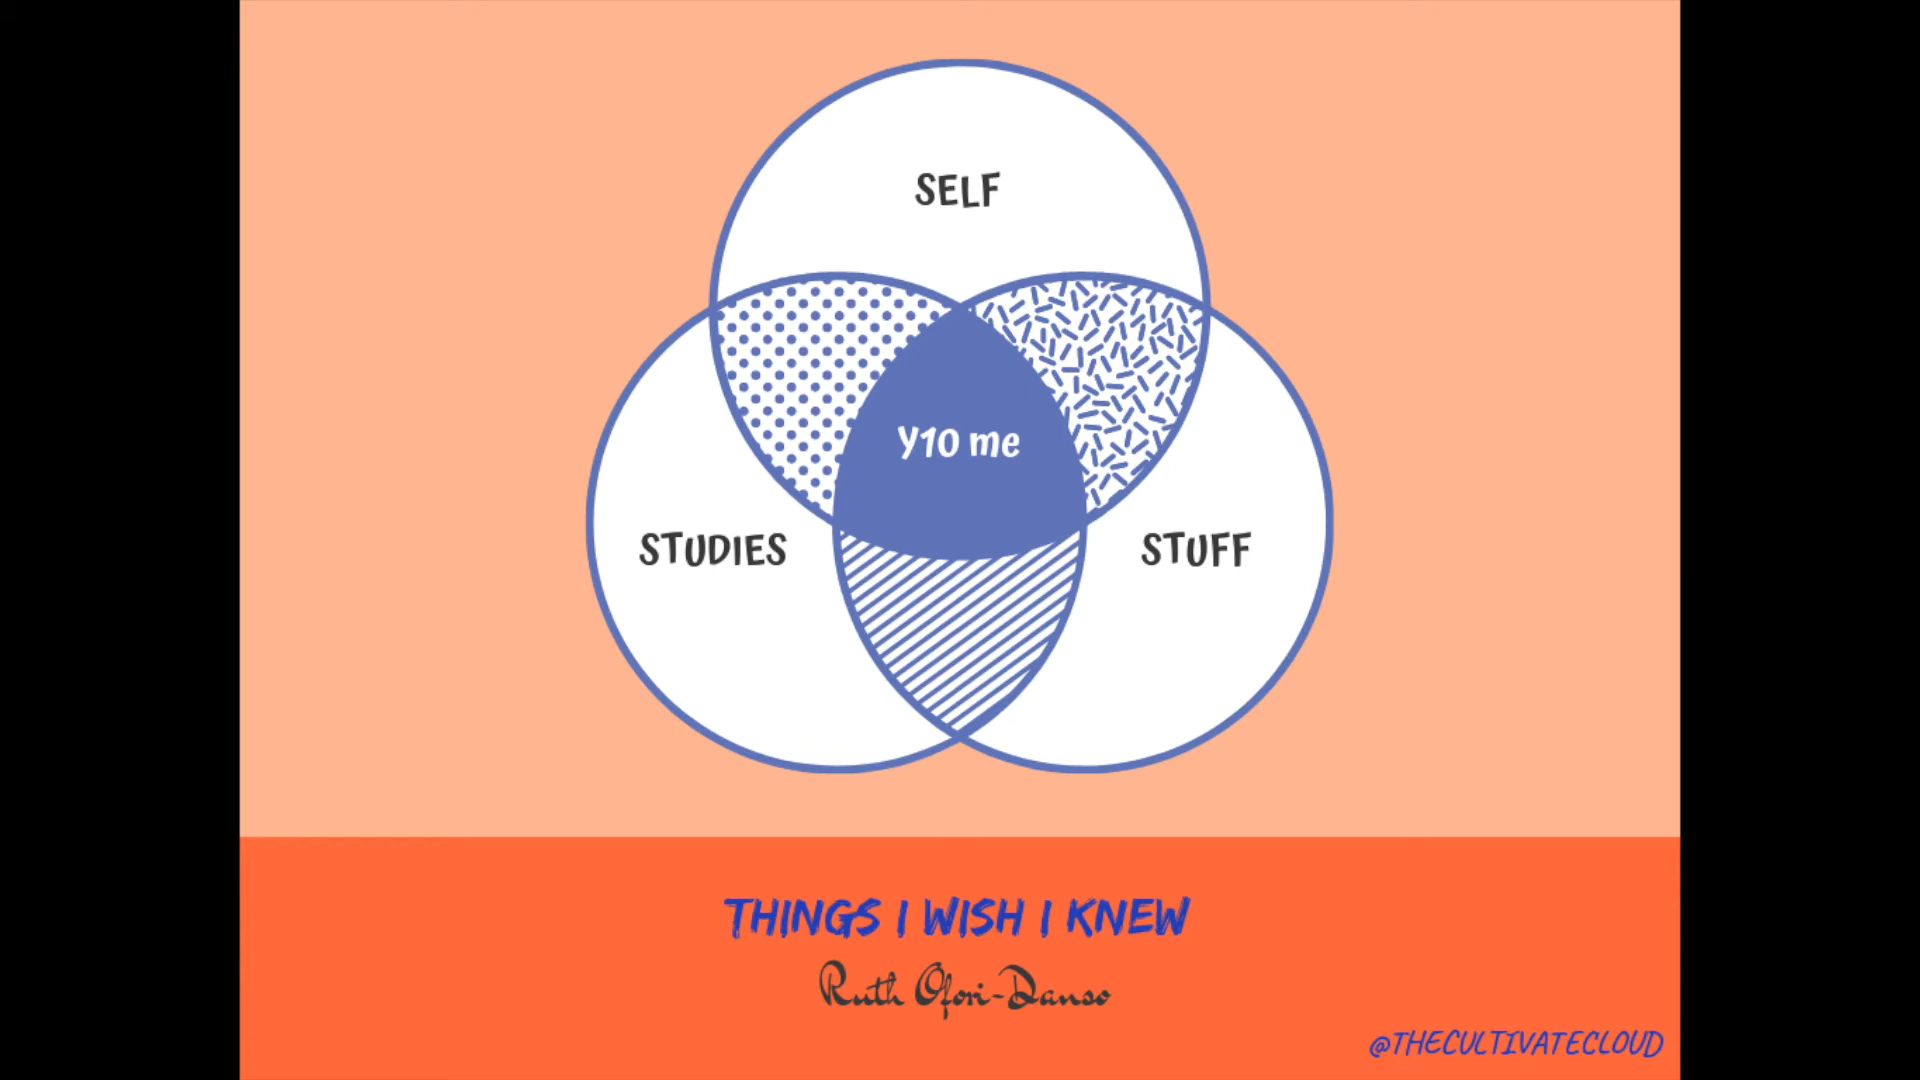 SELF
Y10 me
STUDIES
STUFF
THINGS I WISH I KNEW
Ruth Ofori-Danso
@THECULTIVATECLOUD